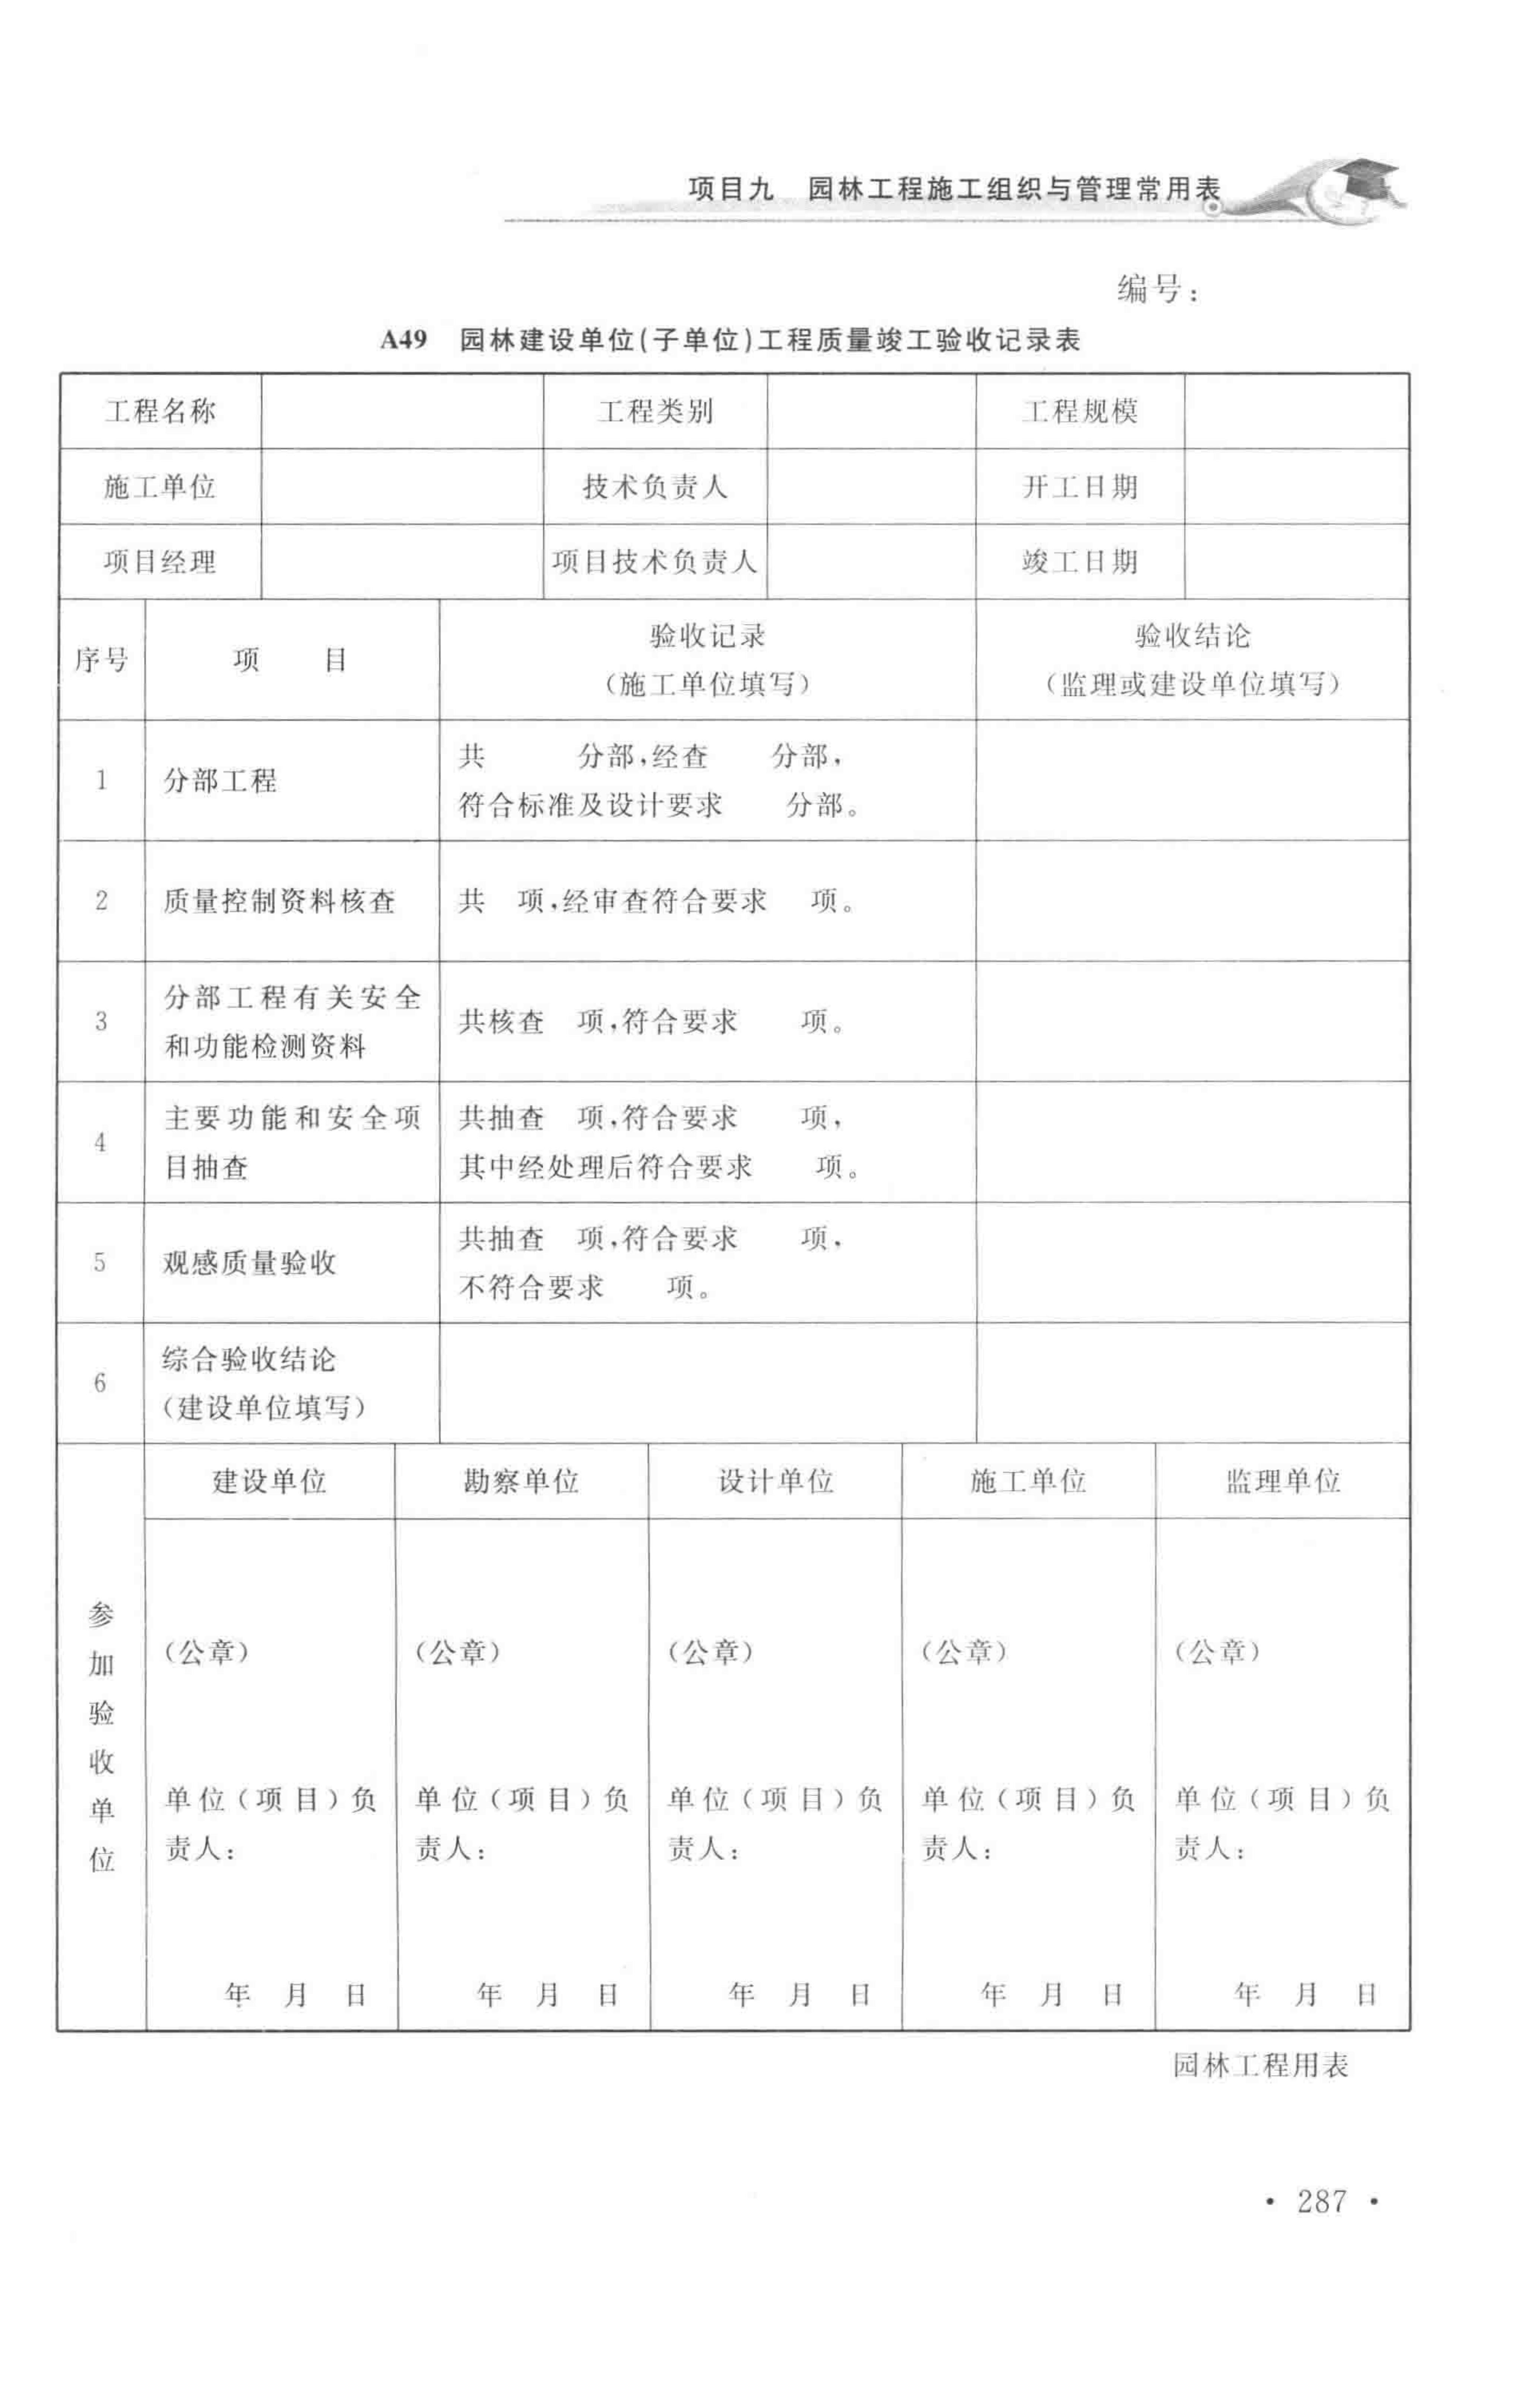 项目九 园林工程施工组织与管理常用表
编号：
A49 园林建设单位(子单位)工程质量竣工验收记录表
工程名称 工程类别 工程规模
施工单位 技术负责人 开工日期
项目经理 项目技术负责人 竣工日期
序号 项 目 验收记录 验收结论
(施工单位填写) (监理或建设单位填写)
1 分部工程 共 分部,经查 分部,
符合标准及设计要求 分部。
2 质量控制资料核查 共 项,经审查符合要求 项。
3 分部工程有关安全
和功能检测资料 共核查 项,符合要求 项。
4 主要功能和安全项 共抽查 项,符合要求 项,
目抽查 其中经处理后符合要求 项。
5 观感质量验收 共抽查 项,符合要求 项,
不符合要求 项。
6 综合验收结论
(建设单位填写)
参加验收单位
建设单位 勘察单位 设计单位 施工单位 监理单位
(公章) (公章) (公章) (公章) (公章)
单位(项目)负 单位(项目)负 单位(项目)负 单位(项目)负 单位(项目)负
责人: 责人: 责人: 责人: 责人:
年 月 日 年 月 日 年 月 日 年 月 日 年 月 日
园林工程用表
• 287 •